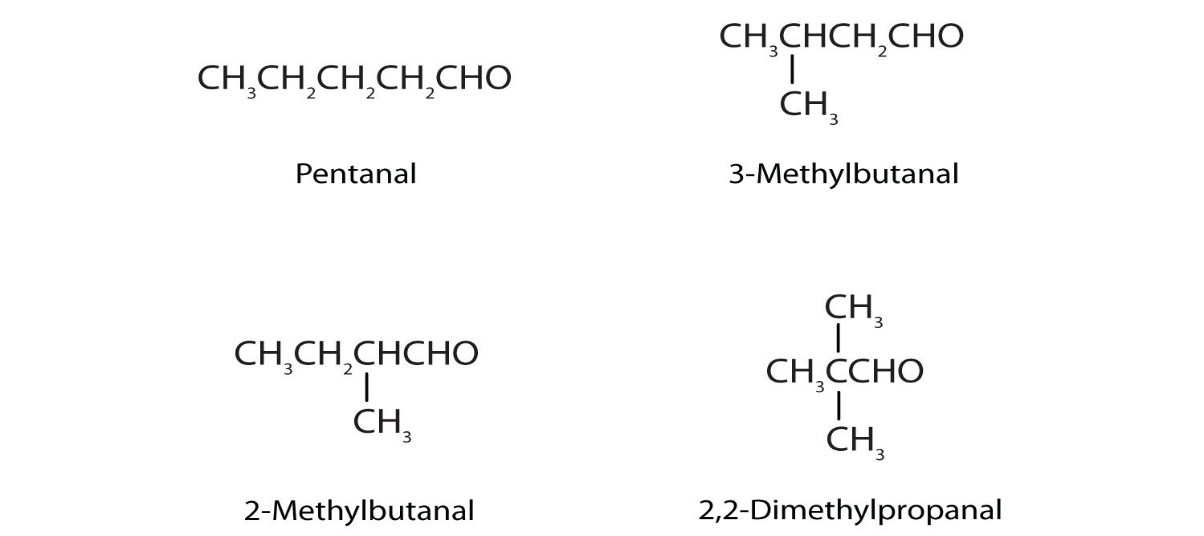 CH₃CH₂CH₂CH₂CHO
Pentanal
CH₃CHCH₂CHO
CH₃
3-Methylbutanal
CH₃CH₂CHCHO
CH₃
2-Methylbutanal
CH₃
CH₃CCHO
CH₃
2,2-Dimethylpropanal